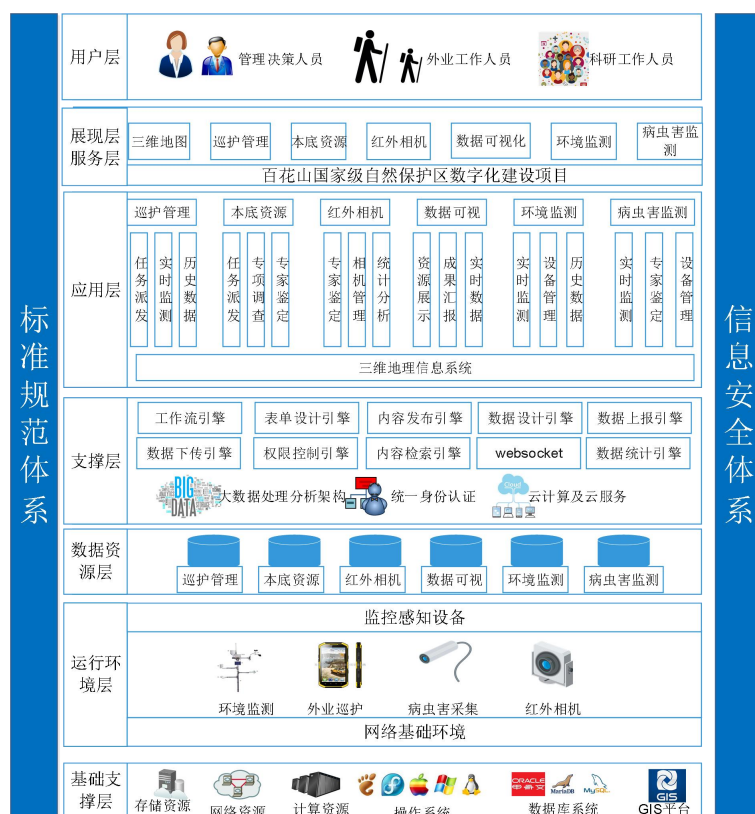 标准规范体系
信息安全体系
用户层
管理决策人员
外业工作人员
科研工作人员
展现层
服务层
三维地图
巡护管理
本底资源
红外相机
数据可视化
环境监测
病虫害监
测
百花山国家级自然保护区数字化建设项目
应用层
巡护管理
本底资源
红外相机
数据可视
环境监测
病虫害监测
任务派发
实时监测
历史数据
任务派发
专项调查
专家鉴定
专家鉴定
相机管理
统计分析
资源展示
成果汇报
实时数据
实时监测
设备管理
历史数据
实时监测
专家鉴定
设备管理
三维地理信息系统
支撑层
工作流引擎
表单设计引擎
内容发布引擎
数据设计引擎
数据上报引擎
数据下传引擎
权限控制引擎
内容检索引擎
websocket
数据统计引擎
BIG
DATA
大数据处理分析架构
统一身份认证
Cloud
云计算及云服务
数据资
源层
巡护管理
本底资源
红外相机
数据可视
环境监测
病虫害监测
运行环
境层
监控感知设备
环境监测
外业巡护
病虫害采集
红外相机
网络基础环境
基础支
撑层
存储资源
网络资源
计算资源
操作系统
ORACLE
甲骨文
MariaDB
MySQL
数据库系统
GIS
GIS平台